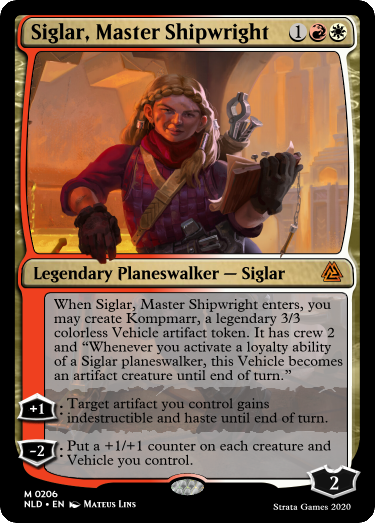 Siglar, Master Shipwright 1
Legendary Planeswalker — Siglar
When Siglar, Master Shipwright enters, you
may create Kompmarr, a legendary 3/3
colorless Vehicle artifact token. It has crew 2
and “Whenever you activate a loyalty ability
of a Siglar planeswalker, this Vehicle becomes
an artifact creature until end of turn.”
+1 : Target artifact you control gains
indestructible and haste until end of turn.
-2 : Put a +1/+1 counter on each creature and
Vehicle you control.
2
M 0206
NLD • EN Mateus Lins
Strata Games 2020